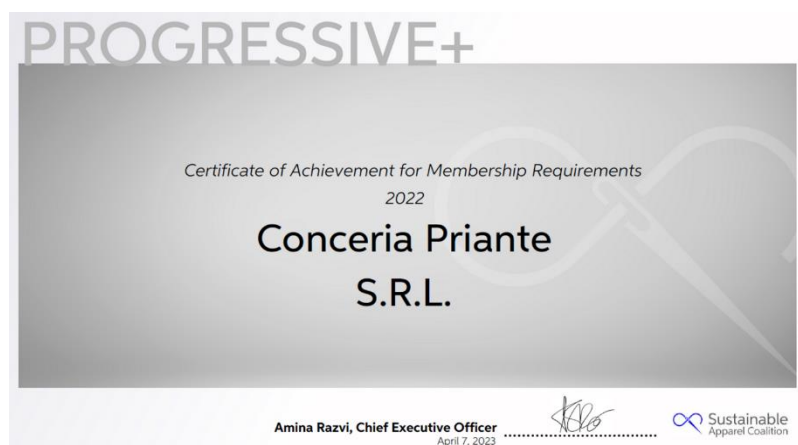 PROGRESSIVE+
Certificate of Achievement for Membership Requirements
2022
Conceria Priante
S.R.L.
Amina Razvi, Chief Executive Officer
April 7, 2023
Sustainable
Apparel Coalition